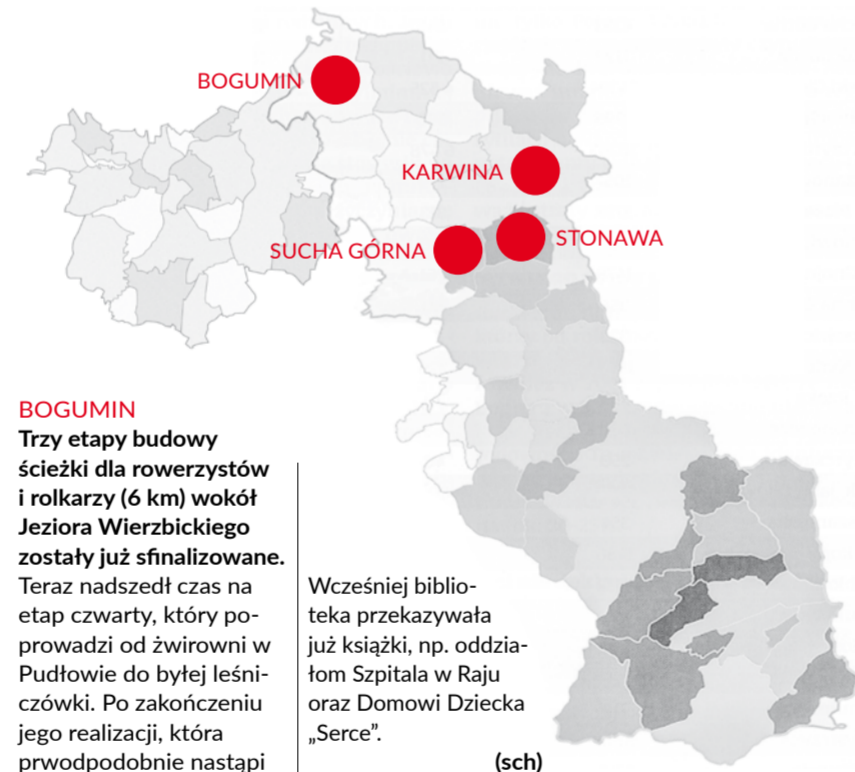 BOGUMIN
KARWINA
SUCHA GÓRNA
STONAWA
BOGUMIN
Trzy etapy budowy
ścieżki dla rowerzystów
i rolkarzy (6 km) wokół
Jeziora Wierzbickiego
zostały już sfinalizowane.
Teraz nadszedł czas na
etap czwarty, który po-
prowadzi od żwirowni w
Pudłowie do byłej leśni-
czówki. Po zakończeniu
jego realizacji, która
prwodpodobnie nastąpi
Wcześniej biblio-
teka przekazywała
już książki, np. oddzia-
łom Szpitala w Raju
oraz Domowi Dziecka
„Serce”.
(sch)